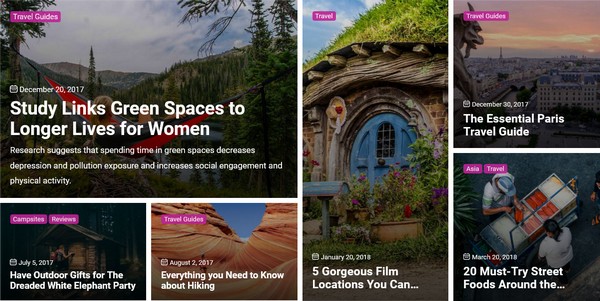 Travel Guides
December 20, 2017
Study Links Green Spaces to
Longer Lives for Women
Research suggests that spending time in green spaces decreases
depression and pollution exposure and increases social engagement and
physical activity.
Campsites Reviews
July 5, 2017
Have Outdoor Gifts for The
Dreaded White Elephant Party
Travel Guides
August 2, 2017
Everything you Need to Know
about Hiking
Travel
January 20, 2018
5 Gorgeous Film
Locations You Can...
Travel Guides
December 30, 2017
The Essential Paris
Travel Guide
Asia Travel
March 20, 2018
20 Must-Try Street
Foods Around the...